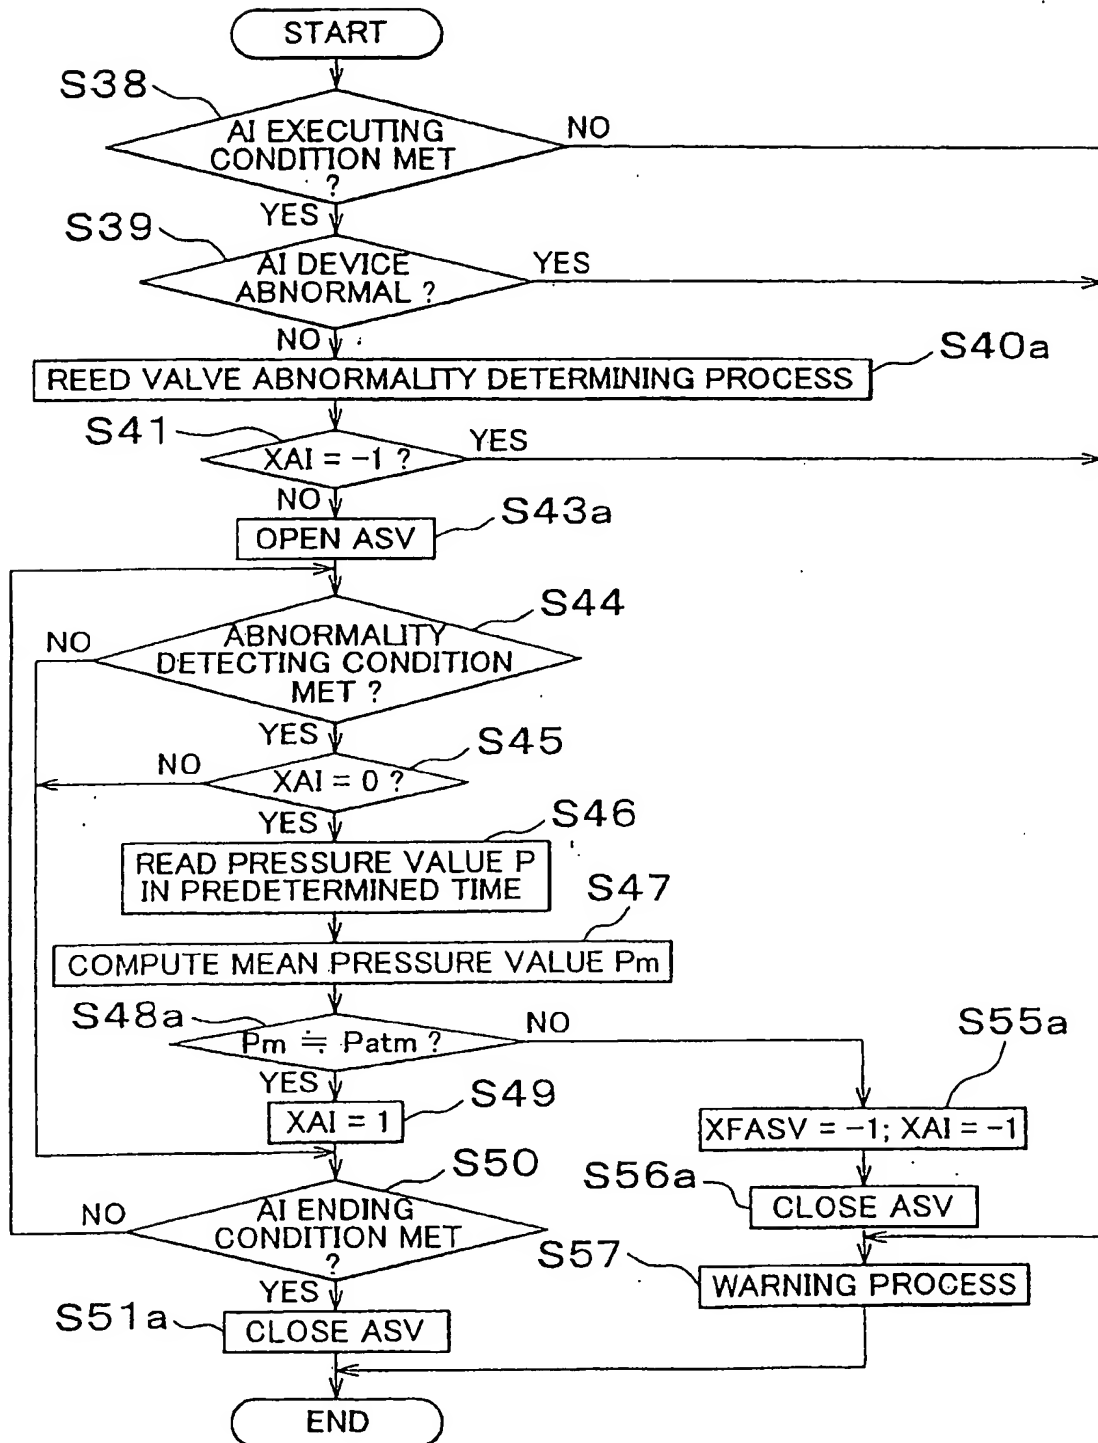 START
S38
AI EXECUTING
CONDITION MET
?
NO
YES
S39
AI DEVICE
ABNORMAL ?
YES
NO
S40a
REED VALVE ABNORMALITY DETERMINING PROCESS
S41
XAI = -1 ?
YES
NO
S43a
OPEN ASV
S44
ABNORMALITY
DETECTING CONDITION
MET ?
NO
YES
S45
XAI = 0 ?
NO
YES
S46
READ PRESSURE VALUE P
IN PREDETERMINED TIME
S47
COMPUTE MEAN PRESSURE VALUE Pm
S48a
Pm ≒ Patm ?
NO
YES
S49
XAI = 1
S55a
XFASV = -1; XAI = -1
S50
AI ENDING
CONDITION MET
?
NO
YES
S56a
CLOSE ASV
S57
WARNING PROCESS
S51a
CLOSE ASV
END